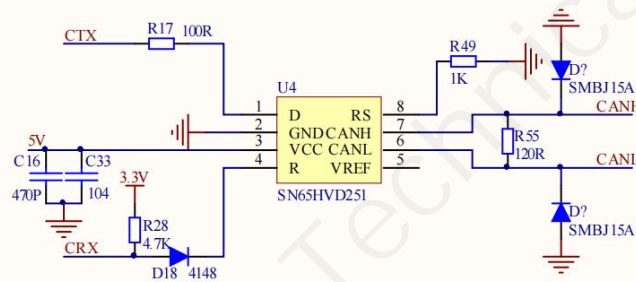 CTX
R17
100R
U4
1 D
2 GND
3 VCC
4 R
RS 8
CANH 7
CANL 6
VREF 5
SN65HVD251
R49
1K
D?
SMBJ15A
CANH
R55
120R
CANL
D?
SMBJ15A
5V
C16
C33
470P
104
3.3V
R28
4.7K
CRX
D18
4148
Technica